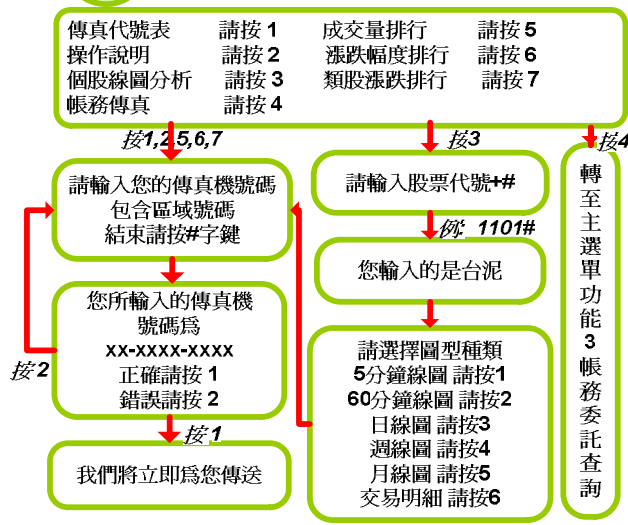 傳真代號表 請按 1 成交量排行 請按 5
操作說明 請按 2 漲跌幅度排行 請按 6
個股線圖分析 請按 3 類股漲跌排行 請按 7
帳務傳真 請按 4
按1,2,5,6,7
按3
按4
請輸入您的傳真機號碼
包含區域號碼
結束請按#字鍵
請輸入股票代號+#
例: 1101#
您輸入的是台泥
您所輸入的傳真機
號碼爲
xx-xxxx-xxxx
正確請按 1
錯誤請按 2
按2
按1
我們將立即爲您傳送
請選擇圖型種類
5分鐘線圖 請按1
60分鐘線圖 請按2
日線圖 請按3
週線圖 請按4
月線圖 請按5
交易明細 請按6
轉至主選單功能3帳務委託查詢